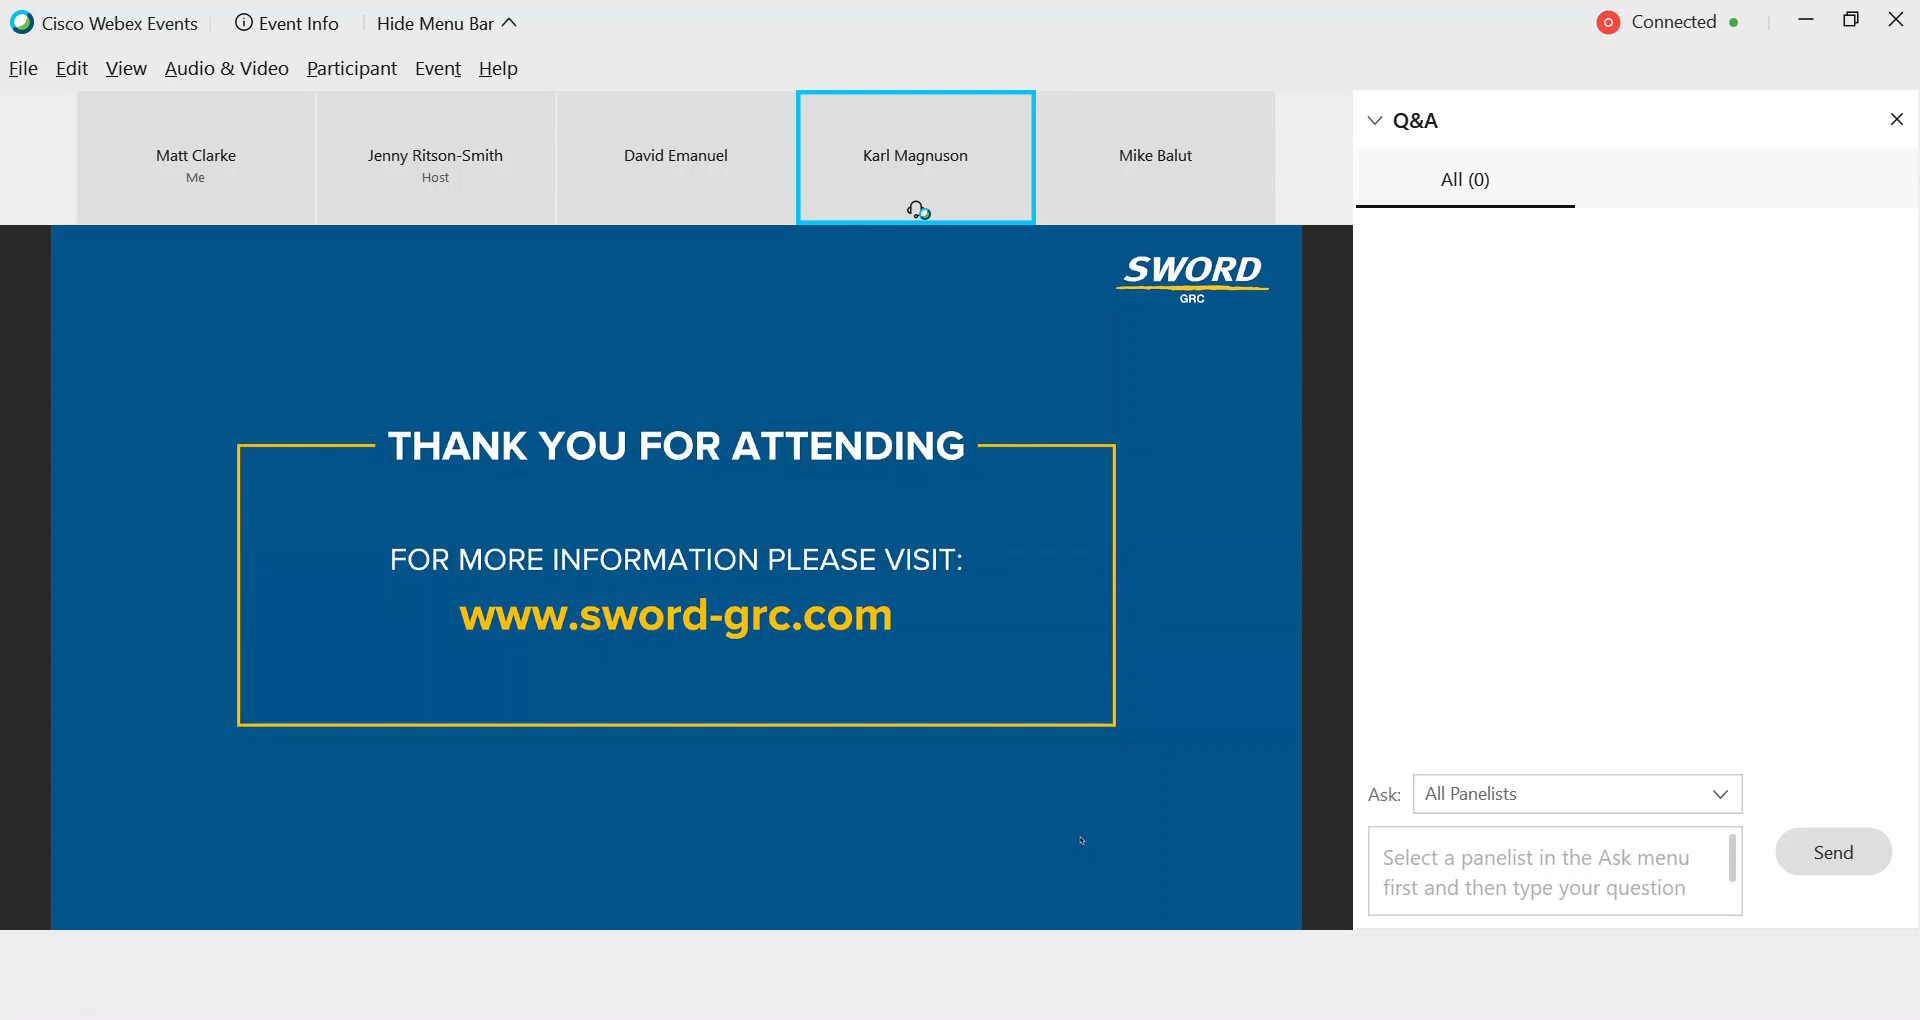 Cisco Webex Events
Event Info
Hide Menu Bar
Connected
File Edit View Audio & Video Participant Event Help
Matt Clarke
Me
Jenny Ritson-Smith
Host
David Emanuel
Karl Magnuson
Mike Balut
SWORD
GRC
THANK YOU FOR ATTENDING
FOR MORE INFORMATION PLEASE VISIT:
www.sword-grc.com
Q&A
All (0)
Ask: All Panelists
Select a panelist in the Ask menu
first and then type your question
Send